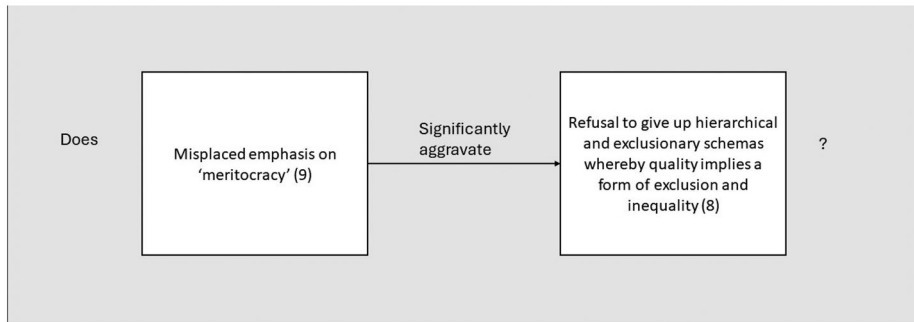 Does
Misplaced emphasis on
‘meritocracy’ (9)
Significantly
aggravate
Refusal to give up hierarchical
and exclusionary schemas
whereby quality implies a
form of exclusion and
inequality (8)
?